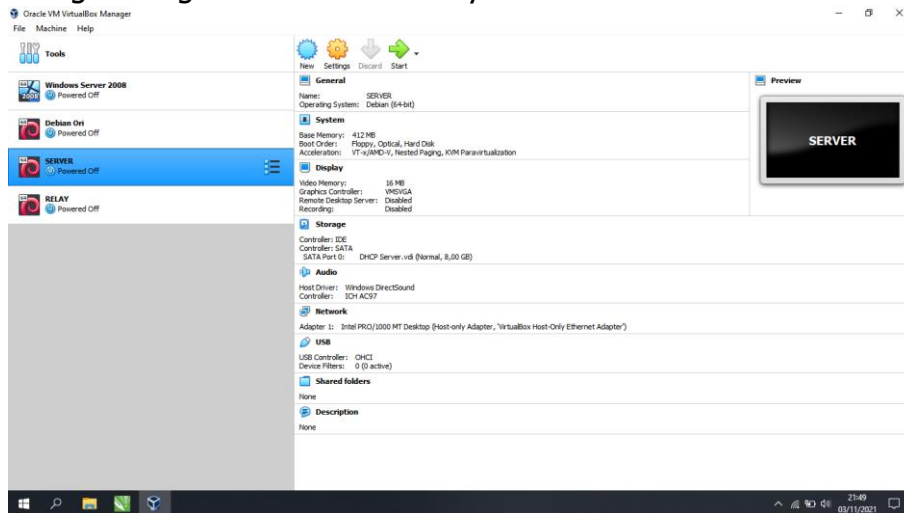 Oracle VM VirtualBox Manager
File Machine Help
Tools
Windows Server 2008
Powered Off
Debian Ori
Powered Off
SERVER
Powered Off
RELAY
Powered Off
New Settings Discard Start
General
Name: SERVER
Operating System: Debian (64-bit)
System
Base Memory: 412 MB
Boot Order: Floppy, Optical, Hard Disk
Acceleration: VT-x/AMD-V, Nested Paging, KVM Paravirtualization
Display
Video Memory: 16 MB
Graphics Controller: VMSVGA
Remote Desktop Server: Disabled
Recording: Disabled
Storage
Controller: IDE
Controller: SATA
SATA Port 0: DHCP Server.vdi (Normal, 8,00 GB)
Audio
Host Driver: Windows DirectSound
Controller: ICH AC97
Network
Adapter 1: Intel PRO/1000 MT Desktop (Host-only Adapter, 'VirtualBox Host-Only Ethernet Adapter')
USB
USB Controller: OHCI
Device Filters: 0 (0 active)
Shared folders
None
Description
None
Preview
SERVER
21:49
03/11/2021